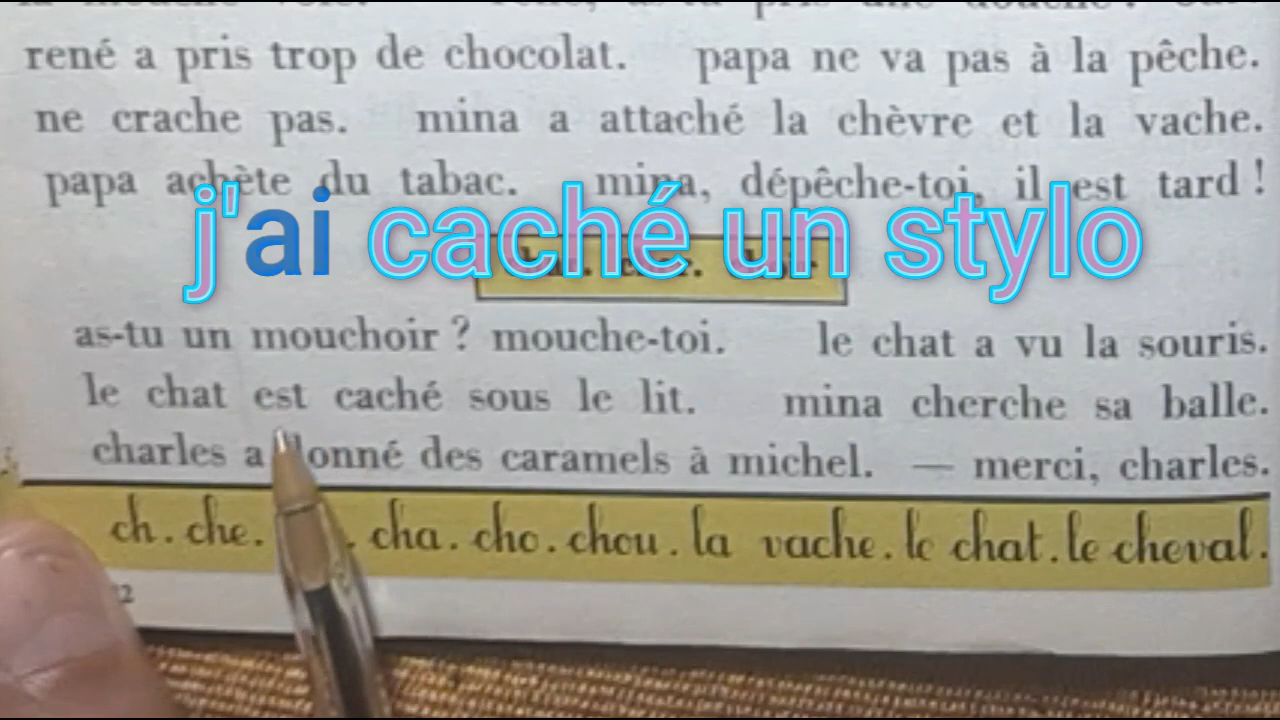 rené a pris trop de chocolat. papa ne va pas à la pêche.
ne crache pas. mina a attaché la chèvre et la vache.
papa achète du tabac. mina, dépêche-toi, il est tard !
j'ai caché un stylo
as-tu un mouchoir ? mouche-toi. le chat a vu la souris.
le chat est caché sous le lit. mina cherche sa balle.
charles a donné des caramels à michel. — merci, charles.
ch. che. cha. cho. chou. la vache. le chat. le cheval.